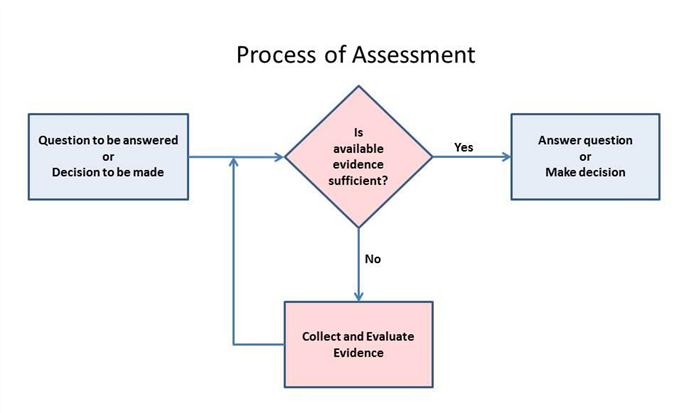 Process of Assessment
Question to be answered
or
Decision to be made
Is
available
evidence
sufficient?
Yes
Answer question
or
Make decision
No
Collect and Evaluate
Evidence